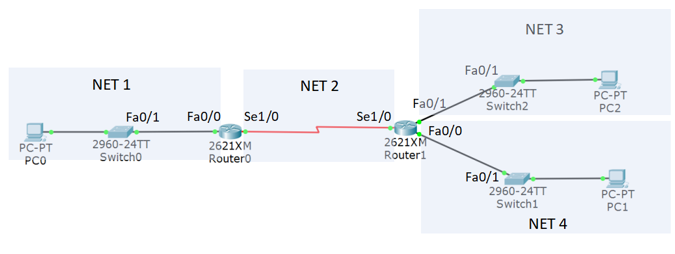 NET 3
NET 1
NET 2
Fa0/1
2960-24TT
Switch2
PC-PT
PC2
Fa0/1
Fa0/1
Fa0/0
Se1/0
Se1/0
Fa0/0
PC-PT
PC0
2960-24TT
Switch0
2621XM
Router0
2621XM
Router1
Fa0/1
2960-24TT
Switch1
PC-PT
PC1
NET 4